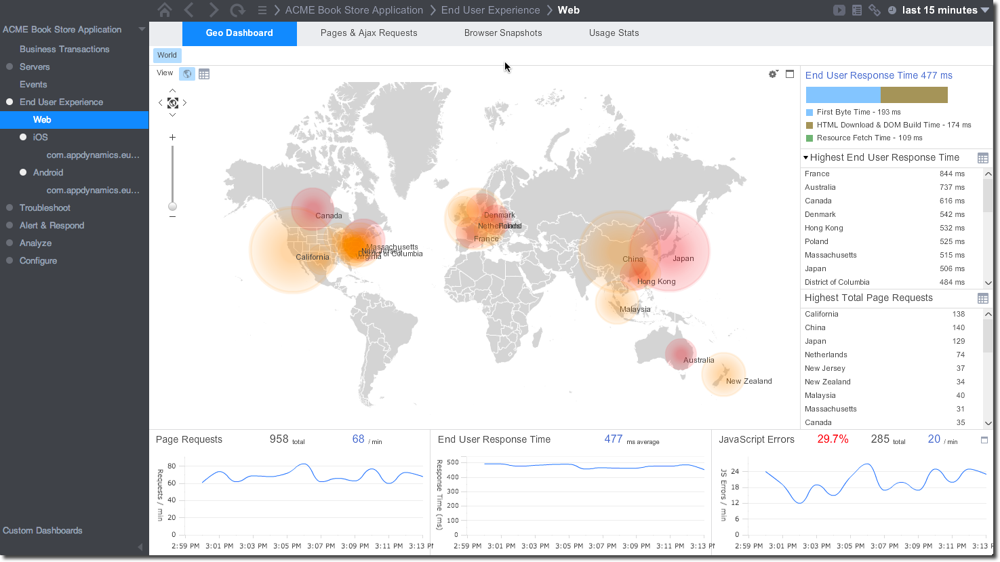 ACME Book Store Application End User Experience Web last 15 minutes
ACME Book Store Application
Business Transactions
Servers
Events
End User Experience
Web
iOS
com.appdynamics.eu...
Android
com.appdynamics.eu...
Troubleshoot
Alert & Respond
Analyze
Configure
Custom Dashboards
Geo Dashboard Pages & Ajax Requests Browser Snapshots Usage Stats
World
View
Canada
California
Massachusetts
New Jersey
District of Columbia
Virginia
Denmark
Netherlands
Poland
France
China
Japan
Hong Kong
Malaysia
Australia
New Zealand
End User Response Time 477 ms
First Byte Time - 193 ms
HTML Download & DOM Build Time - 174 ms
Resource Fetch Time - 109 ms
Highest End User Response Time
France 844 ms
Australia 737 ms
Canada 616 ms
Denmark 542 ms
Hong Kong 532 ms
Poland 525 ms
Massachusetts 515 ms
Japan 506 ms
District of Columbia 484 ms
Highest Total Page Requests
California 138
China 140
Japan 129
Netherlands 74
New Jersey 37
New Zealand 34
Malaysia 40
Massachusetts 31
Canada 35
Page Requests 958 total 68 / min
Requests / min
80
60
40
20
0
2:59 PM 3:01 PM 3:03 PM 3:05 PM 3:07 PM 3:09 PM 3:11 PM 3:13 P
End User Response Time 477 ms average
Response Time (ms)
500
400
300
200
100
0
2:59 PM 3:01 PM 3:03 PM 3:05 PM 3:07 PM 3:09 PM 3:11 PM 3:13 P
JavaScript Errors 29.7% 285 total 20 / min
JS Errors / min
24
18
12
6
0
2:59 PM 3:01 PM 3:03 PM 3:05 PM 3:07 PM 3:09 PM 3:11 PM 3:13 P